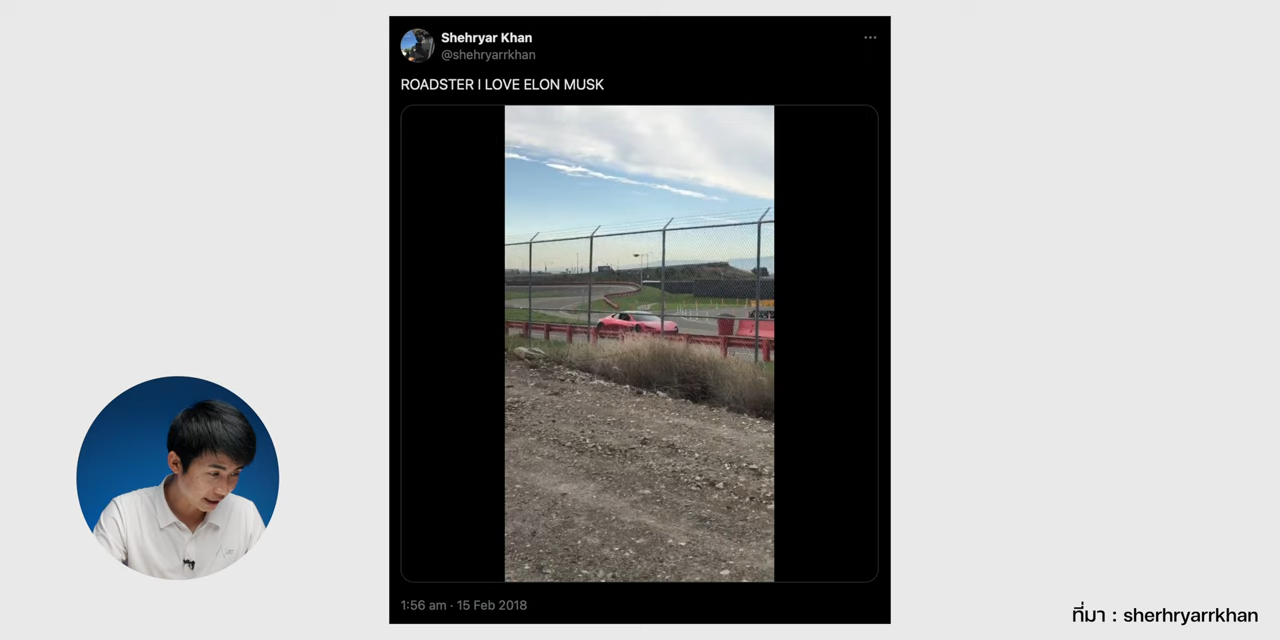 Shehryar Khan
@shehryarrkhan
ROADSTER I LOVE ELON MUSK
1:56 am · 15 Feb 2018
ที่มา : sherhryarrkhan